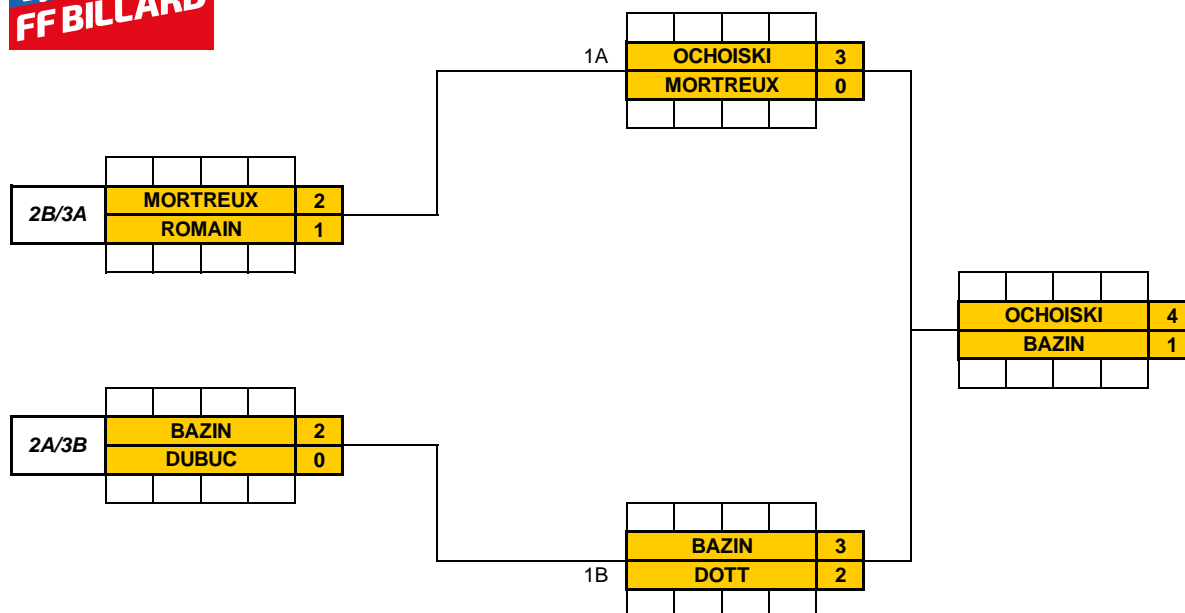 FF BILLARD
1A
OCHOISKI 3
MORTREUX 0
2B/3A
MORTREUX 2
ROMAIN 1
OCHOISKI 4
BAZIN 1
2A/3B
BAZIN 2
DUBUC 0
BAZIN 3
1B
DOTT 2